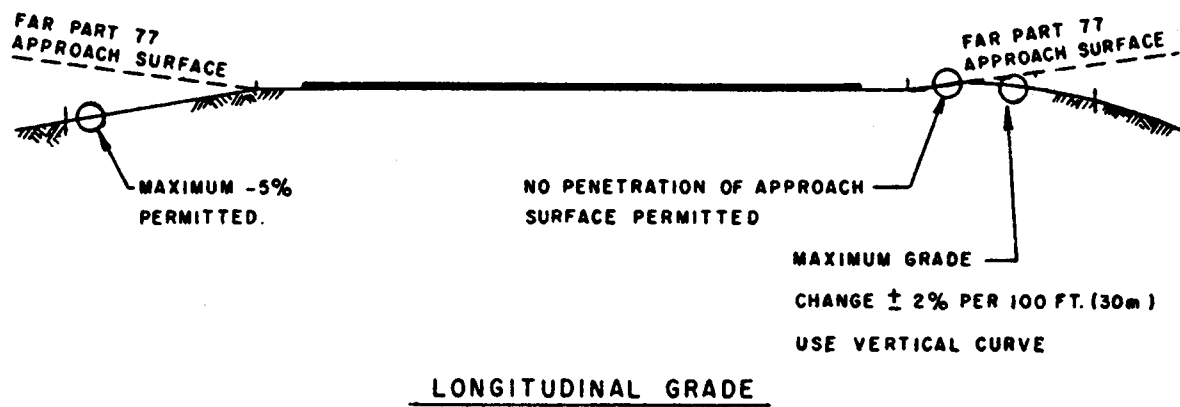 FAR PART 77
APPROACH SURFACE
FAR PART 77
APPROACH SURFACE
MAXIMUM -5%
PERMITTED.
NO PENETRATION OF APPROACH
SURFACE PERMITTED
MAXIMUM GRADE
CHANGE ± 2% PER 100 FT. (30m)
USE VERTICAL CURVE
LONGITUDINAL GRADE